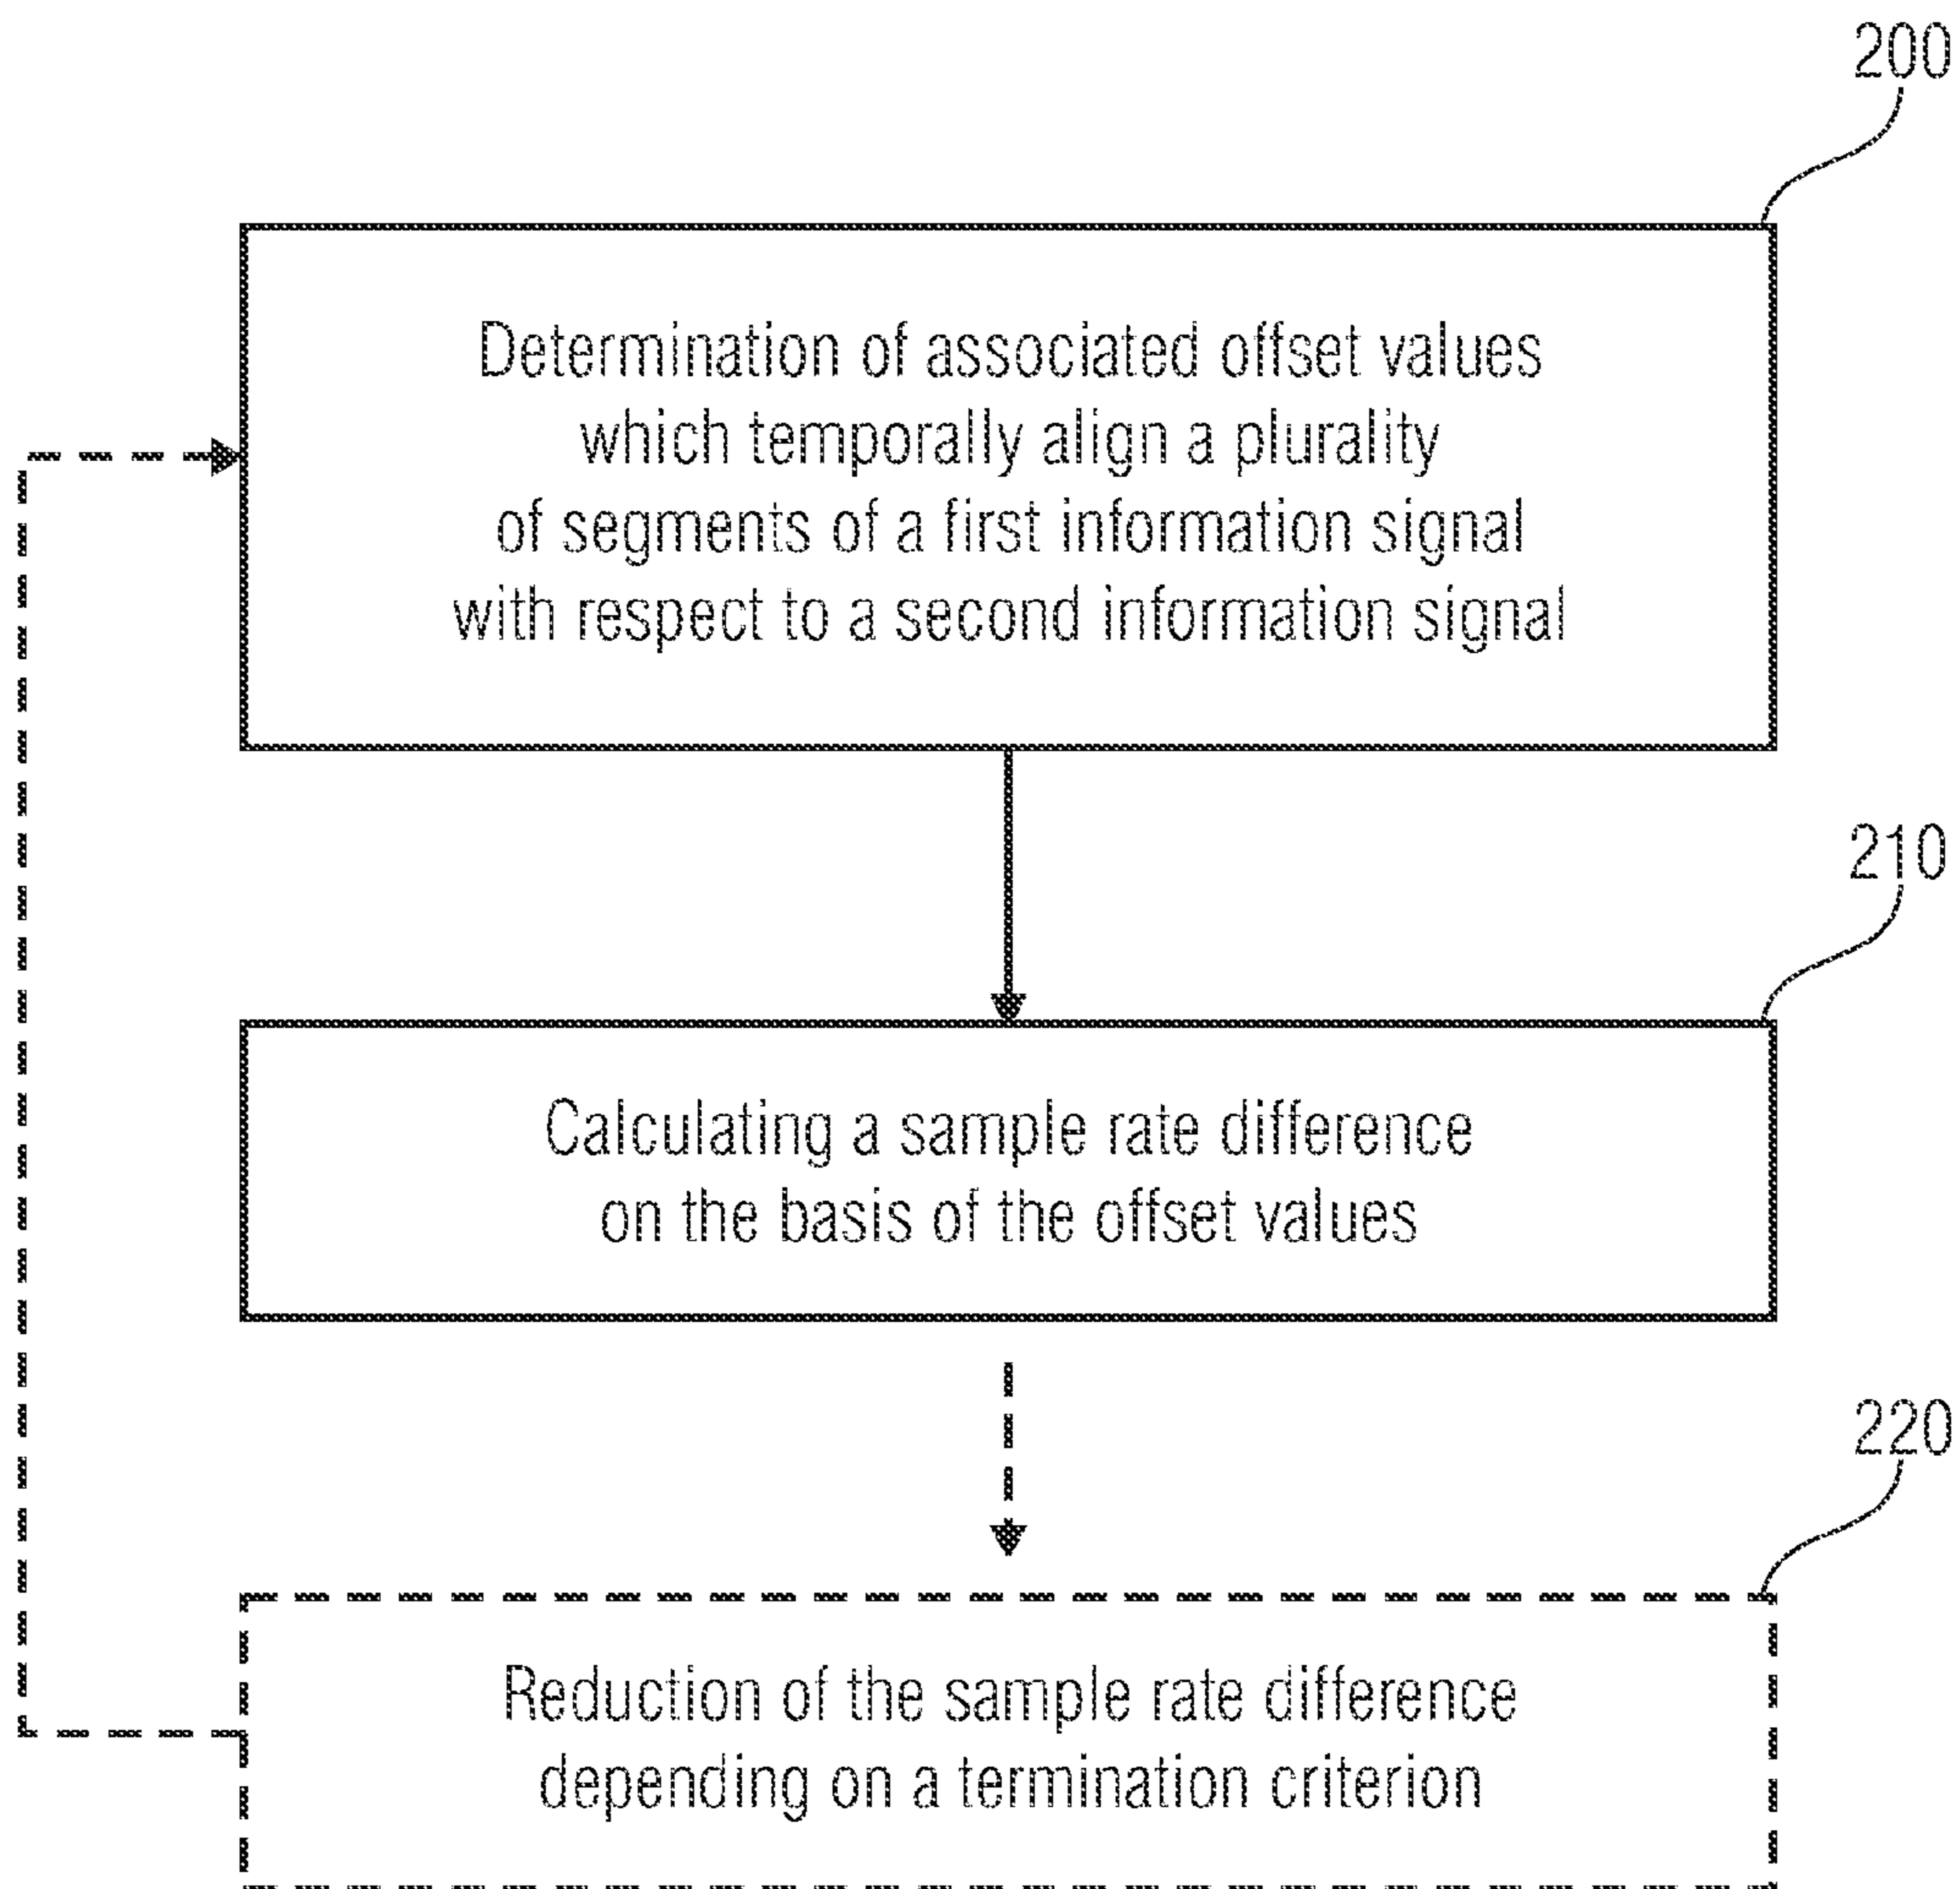 200
Determination of associated offset values
which temporally align a plurality
of segments of a first information signal
with respect to a second information signal
210
Calculating a sample rate difference
on the basis of the offset values
220
Reduction of the sample rate difference
depending on a termination criterion